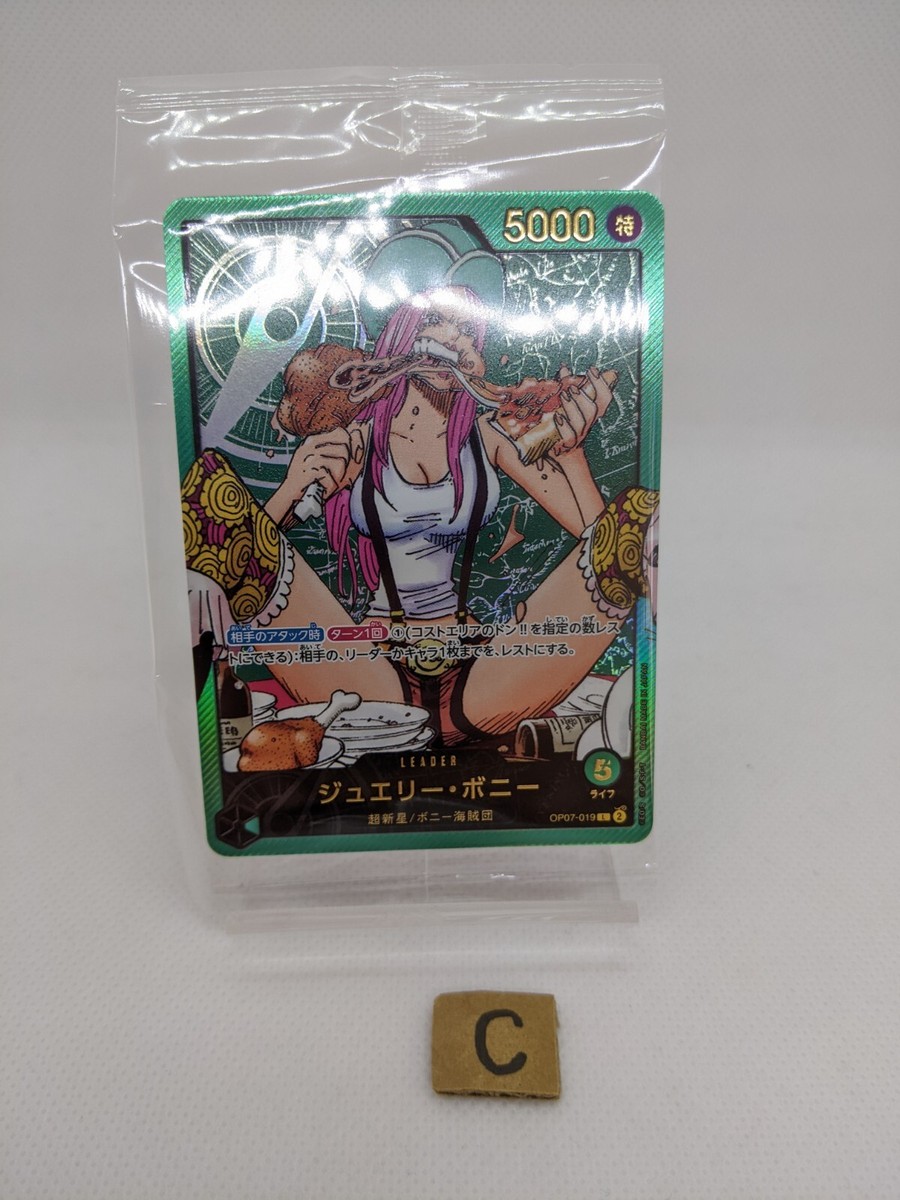 5000 特
相手のアタック時 ターン1回 ①(コストエリアのドン!!を指定の数レス
トにできる):相手の、リーダーかキャラ1枚までを、レストにする。
LEADER
ジュエリー・ボニー
超新星/ボニー海賊団
5
ライフ
OP07-019 L 2
C